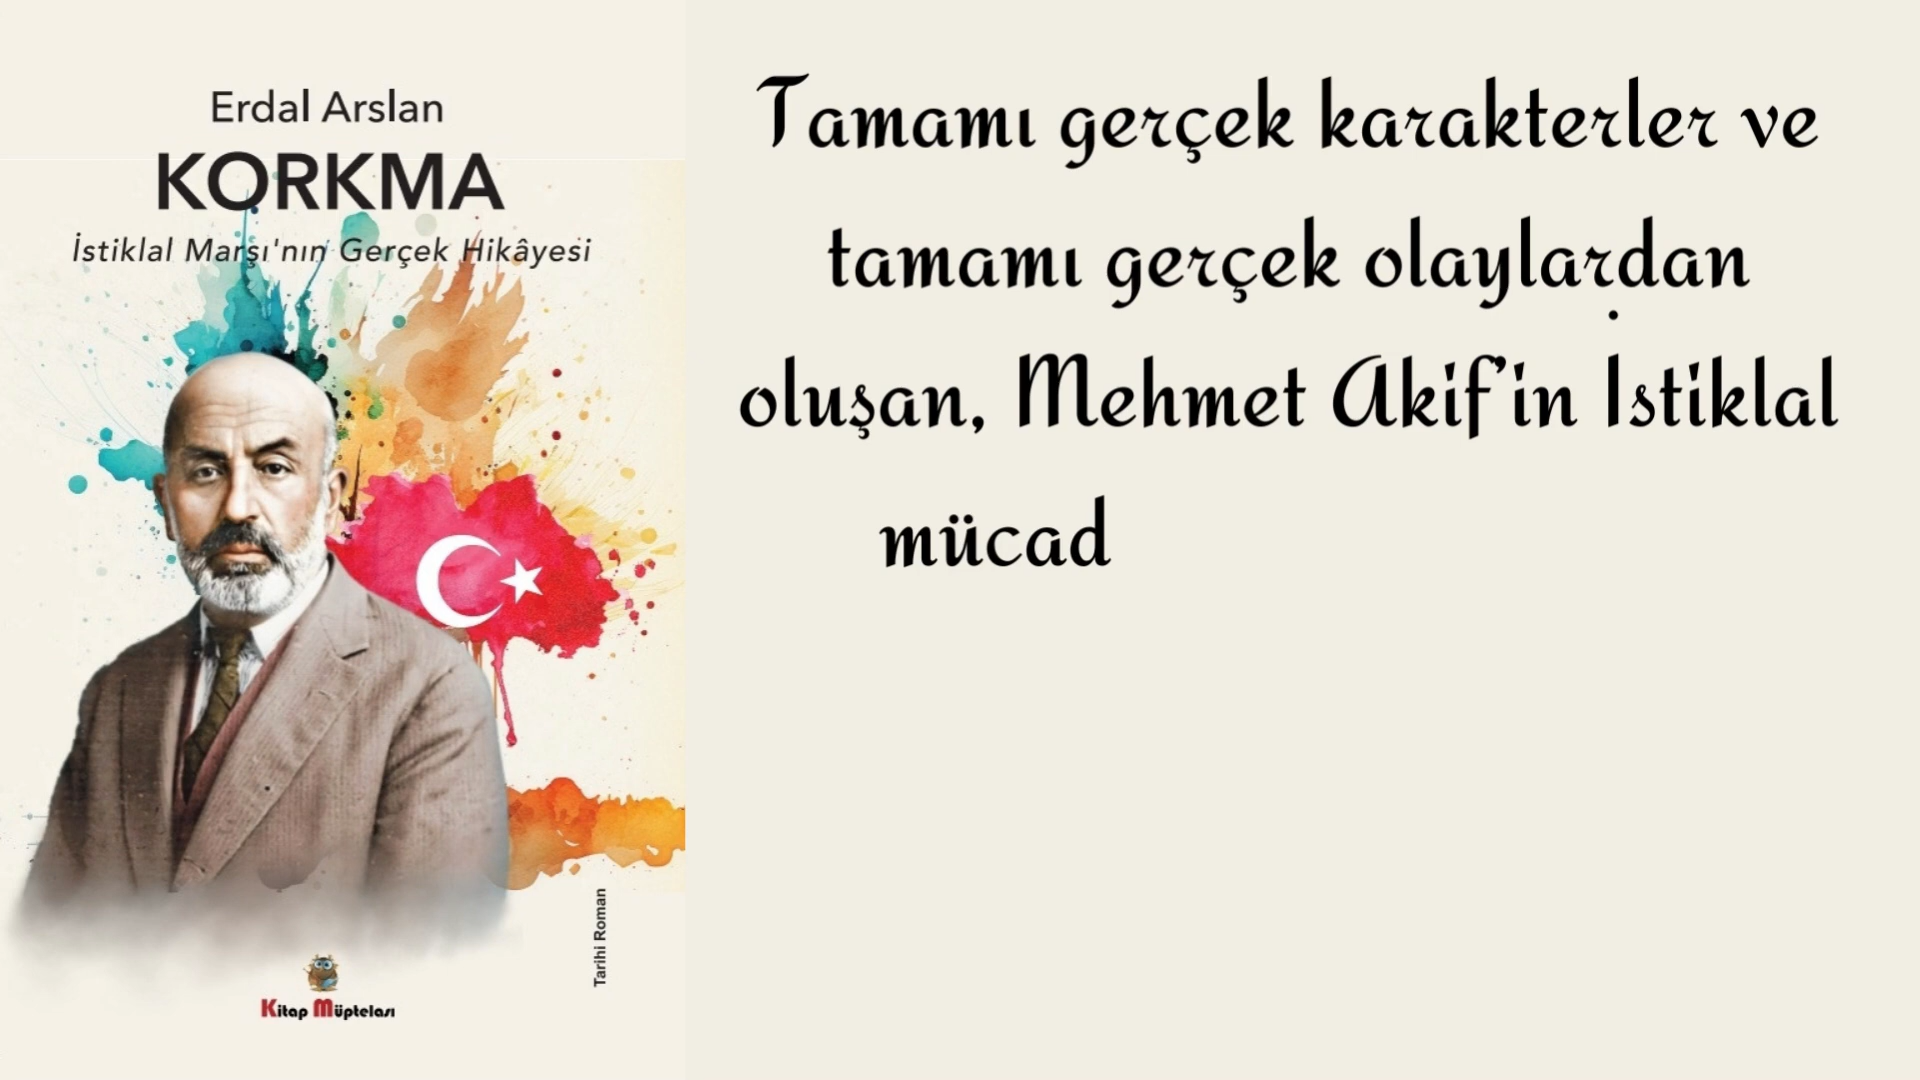 Erdal Arslan
KORKMA
İstiklal Marşı'nın Gerçek Hikâyesi
Tarihi Roman
Kitap Müptelası
Tamamı gerçek karakterler ve
tamamı gerçek olaylardan
oluşan, Mehmet Akif’in İstiklal
mücad